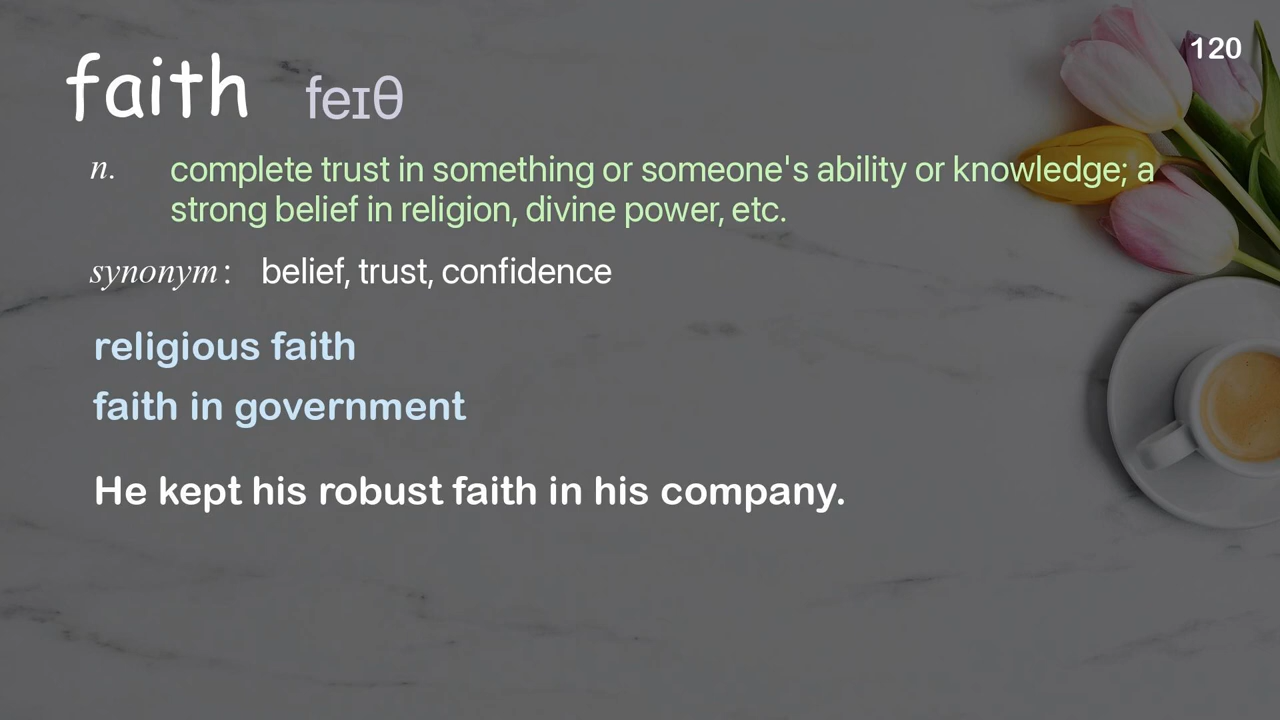 120
faith feɪθ
n. complete trust in something or someone's ability or knowledge; a
strong belief in religion, divine power, etc.
synonym: belief, trust, confidence
religious faith
faith in government
He kept his robust faith in his company.